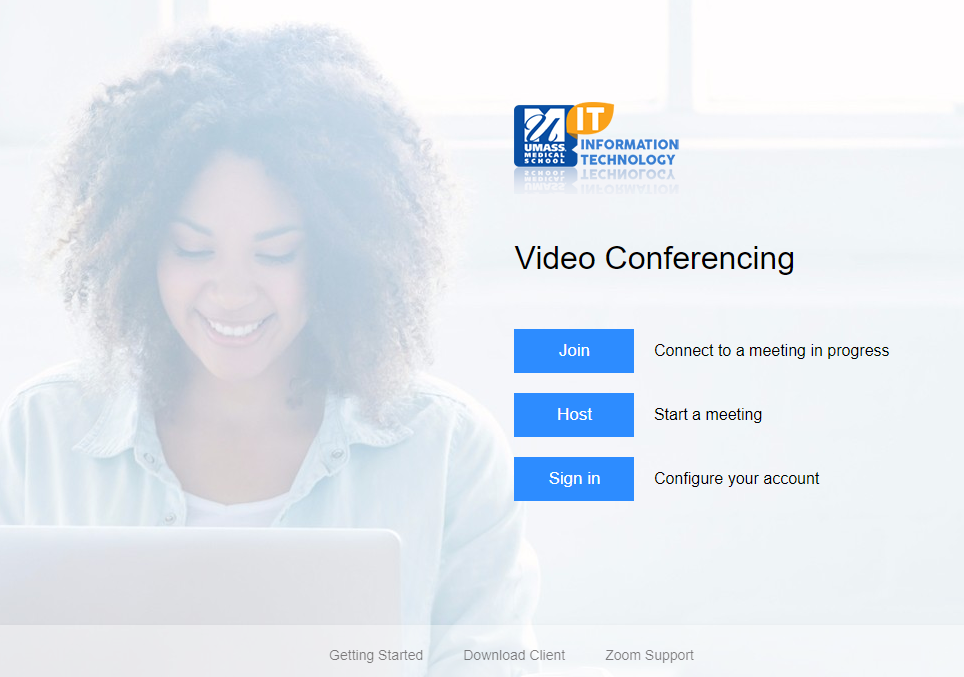 IT
UMASS
MEDICAL
SCHOOL
INFORMATION
TECHNOLOGY
Video Conferencing
Join Connect to a meeting in progress
Host Start a meeting
Sign in Configure your account
Getting Started Download Client Zoom Support